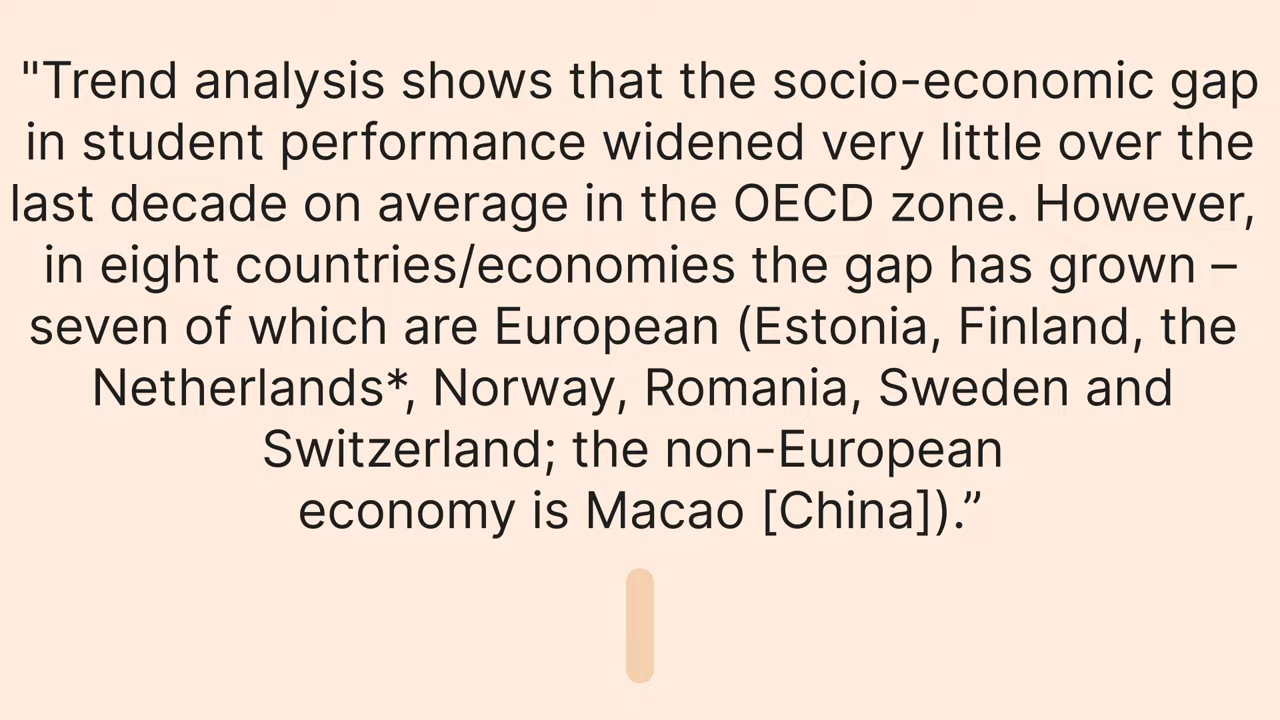 "Trend analysis shows that the socio-economic gap
in student performance widened very little over the
last decade on average in the OECD zone. However,
in eight countries/economies the gap has grown –
seven of which are European (Estonia, Finland, the
Netherlands*, Norway, Romania, Sweden and
Switzerland; the non-European
economy is Macao [China]).”